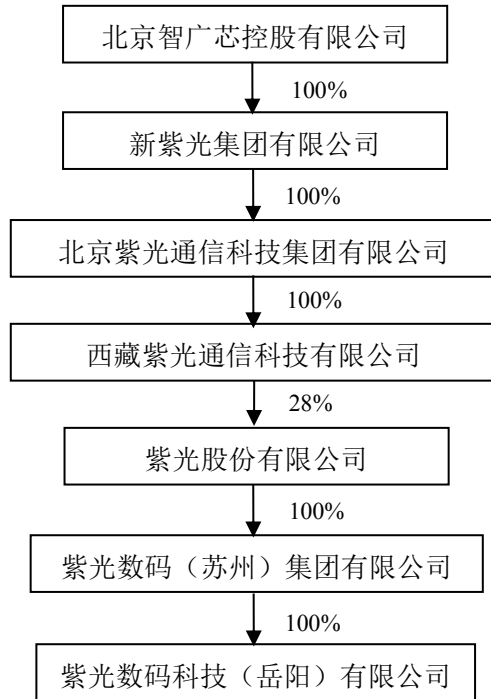 北京智广芯控股有限公司
100%
新紫光集团有限公司
100%
北京紫光通信科技集团有限公司
100%
西藏紫光通信科技有限公司
28%
紫光股份有限公司
100%
紫光数码（苏州）集团有限公司
100%
紫光数码科技（岳阳）有限公司